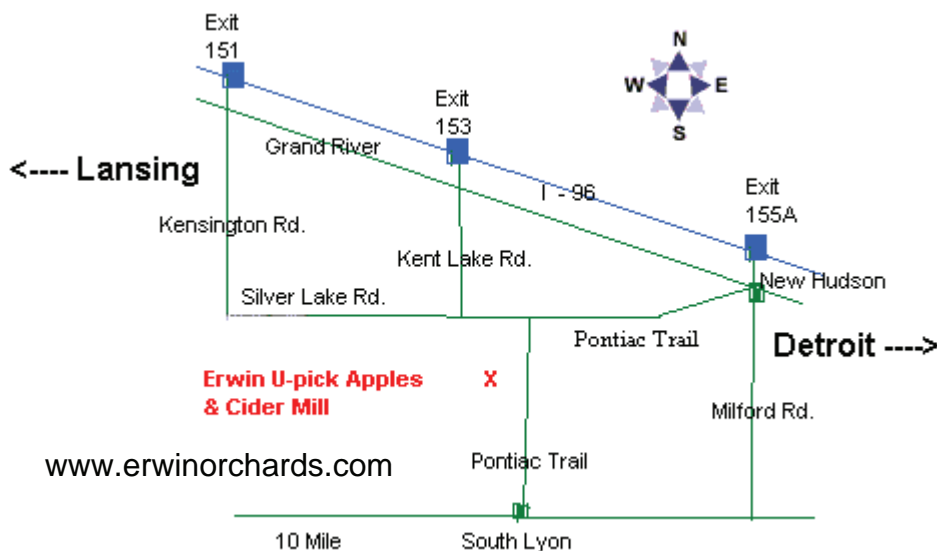 Exit
151
N
W E
S
Exit
153
Grand River
<---- Lansing
I - 96
Exit
155A
Kensington Rd.
Kent Lake Rd.
New Hudson
Silver Lake Rd.
Pontiac Trail
Detroit ---->
Erwin U-pick Apples X
& Cider Mill
Milford Rd.
www.erwinorchards.com
Pontiac Trail
10 Mile
South Lyon